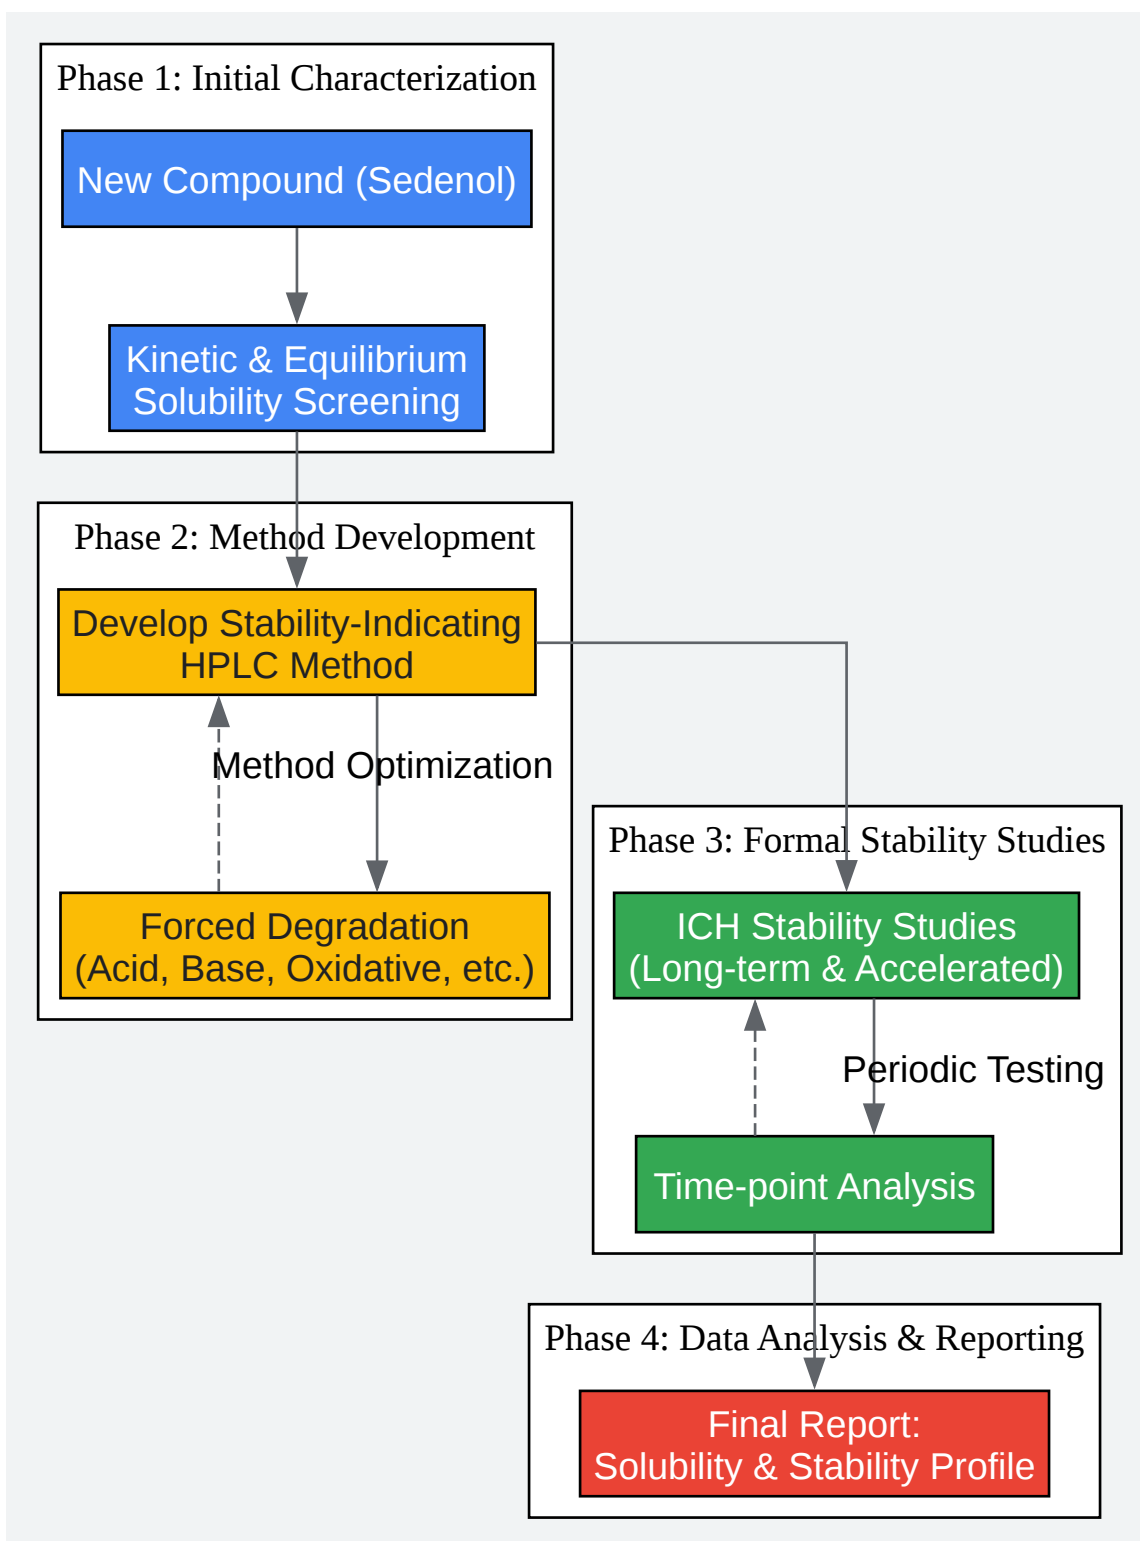 Phase 1: Initial Characterization
New Compound (Sedenol)
Kinetic & Equilibrium
Solubility Screening
Phase 2: Method Development
Develop Stability-Indicating
HPLC Method
Method Optimization
Forced Degradation
(Acid, Base, Oxidative, etc.)
Phase 3: Formal Stability Studies
ICH Stability Studies
(Long-term & Accelerated)
Periodic Testing
Time-point Analysis
Phase 4: Data Analysis & Reporting
Final Report:
Solubility & Stability Profile